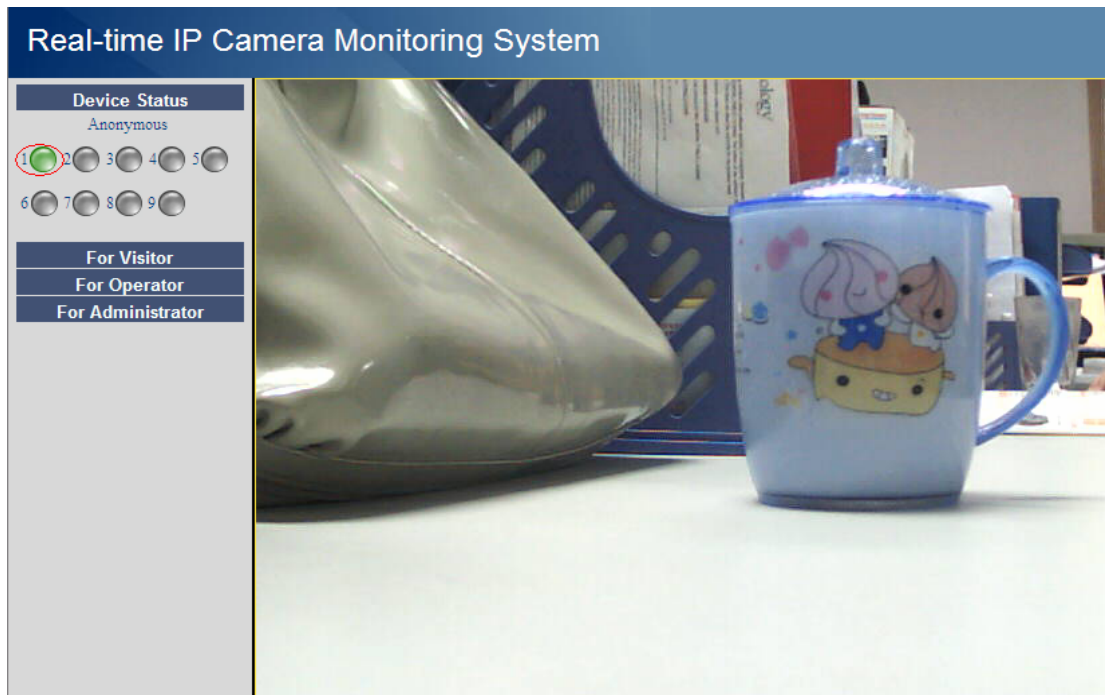 Real-time IP Camera Monitoring System
Device Status
Anonymous
1 2 3 4 5
6 7 8 9
For Visitor
For Operator
For Administrator
ology